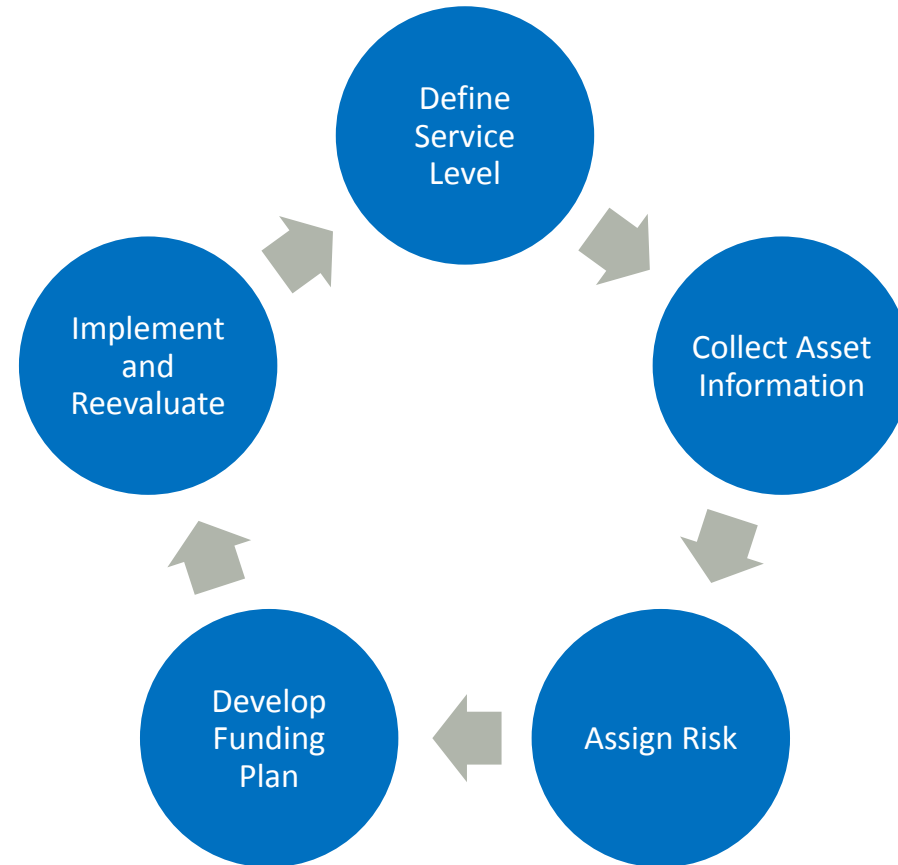 Define
Service
Level
Collect Asset
Information
Assign Risk
Develop
Funding
Plan
Implement
and
Reevaluate